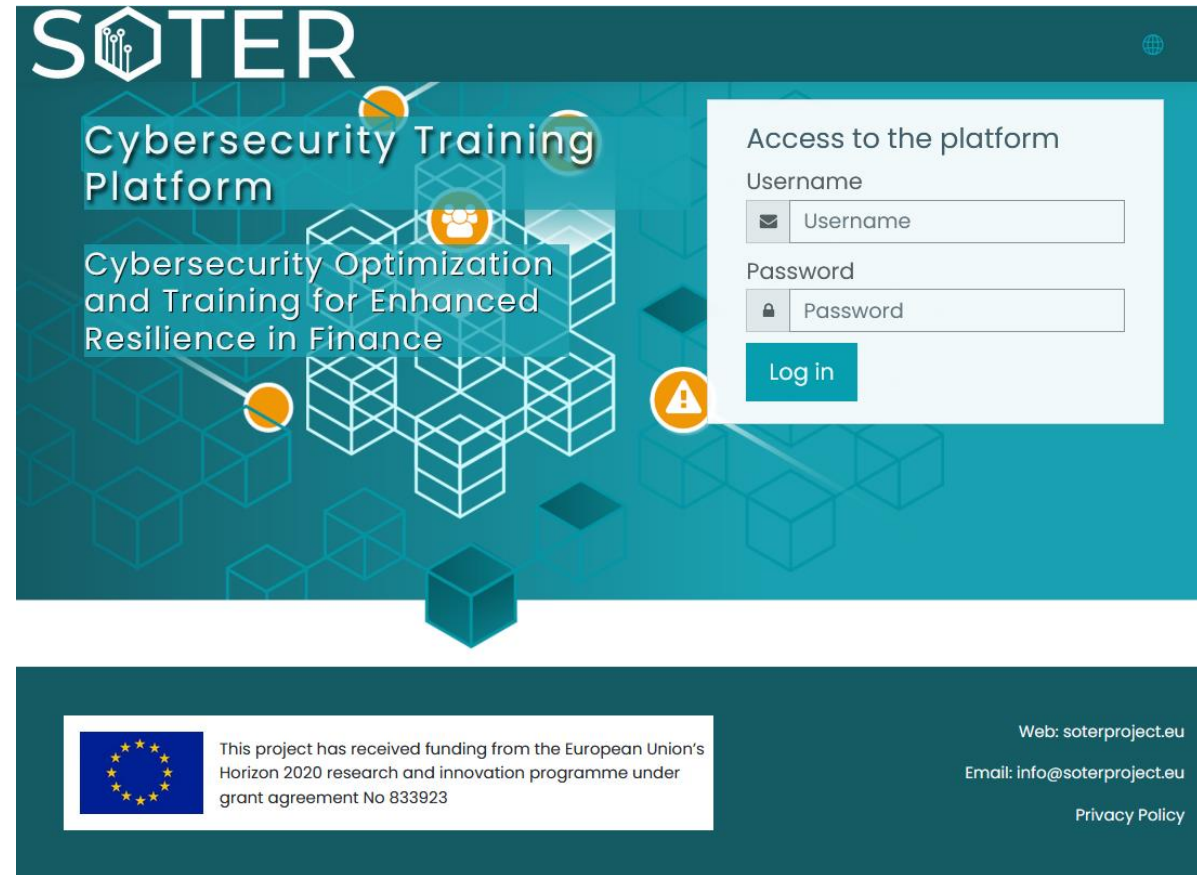 SOTER
Cybersecurity Training
Platform
Cybersecurity Optimization
and Training for Enhanced
Resilience in Finance
Access to the platform
Username
Username
Password
Password
Log in
This project has received funding from the European Union's
Horizon 2020 research and innovation programme under
grant agreement No 833923
Web: soterproject.eu
Email: info@soterproject.eu
Privacy Policy